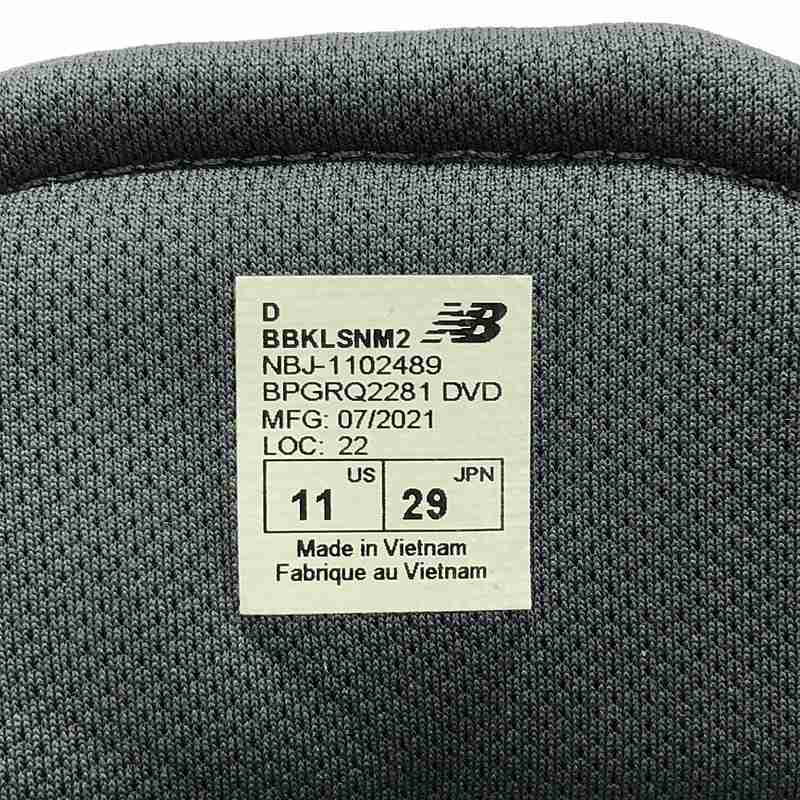 D
BBKLSNM2 NB
NBJ-1102489
BPGRQ2281 DVD
MFG: 07/2021
LOC: 22
US JPN
11 29
Made in Vietnam
Fabrique au Vietnam